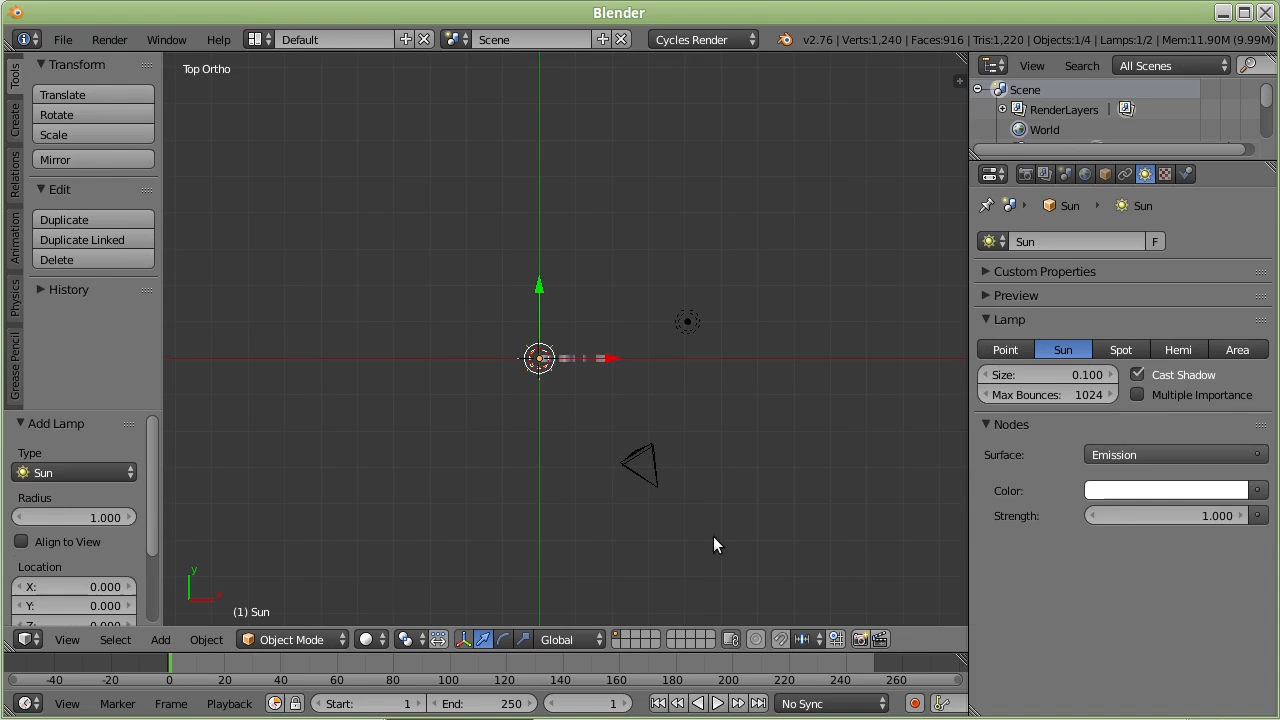 Blender
File Render Window Help Default Scene Cycles Render v2.76 | Verts:1,240 | Faces:916 | Tris:1,220 | Objects:1/4 | Lamps:1/2 | Mem:11.90M (9.99M)
Tools
Create
Relations
Animation
Physics
Grease Pencil
Transform
Translate
Rotate
Scale
Mirror
Edit
Duplicate
Duplicate Linked
Delete
History
Add Lamp
Type
Sun
Radius
1.000
Align to View
Location
X: 0.000
Y: 0.000
Top Ortho
y
x
(1) Sun
View Search All Scenes
Scene
RenderLayers |
World
Sun Sun
Sun F
Custom Properties
Preview
Lamp
Point Sun Spot Hemi Area
Size: 0.100 Cast Shadow
Max Bounces: 1024 Multiple Importance
Nodes
Surface: Emission
Color:
Strength: 1.000
View Select Add Object Object Mode Global
-40 -20 0 20 40 60 80 100 120 140 160 180 200 220 240 260
View Marker Frame Playback Start: 1 End: 250 1 No Sync